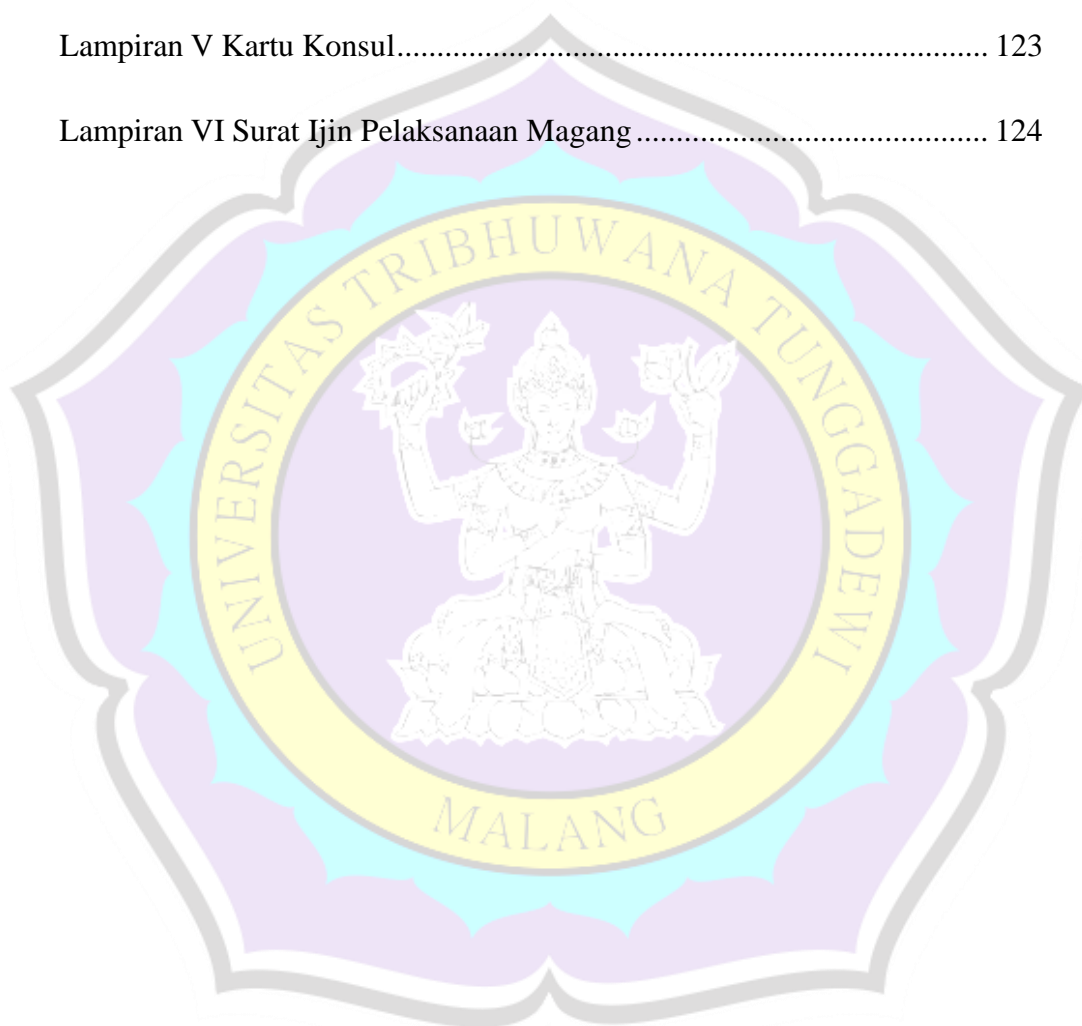 Lampiran V Kartu Konsul.......................................................................... 123
Lampiran VI Surat Ijin Pelaksanaan Magang ............................................ 124
UNIVERSITAS TRIBHUWANA TUNGGADEWI
MALANG